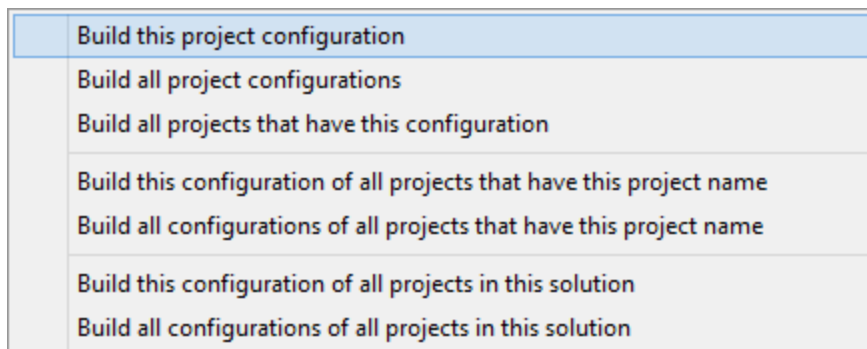 Build this project configuration
Build all project configurations
Build all projects that have this configuration
Build this configuration of all projects that have this project name
Build all configurations of all projects that have this project name
Build this configuration of all projects in this solution
Build all configurations of all projects in this solution